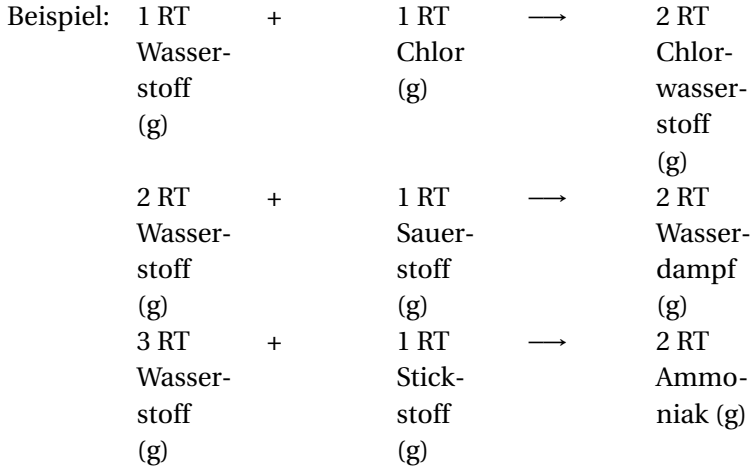 Beispiel: 1 RT + 1 RT ⟶ 2 RT
Wasser- Chlor Chlor-
stoff (g) wasser-
(g) stoff
(g)
2 RT + 1 RT ⟶ 2 RT
Wasser- Sauer- Wasser-
stoff stoff dampf
(g) (g) (g)
3 RT + 1 RT ⟶ 2 RT
Wasser- Stick- Ammo-
stoff stoff niak (g)
(g) (g)